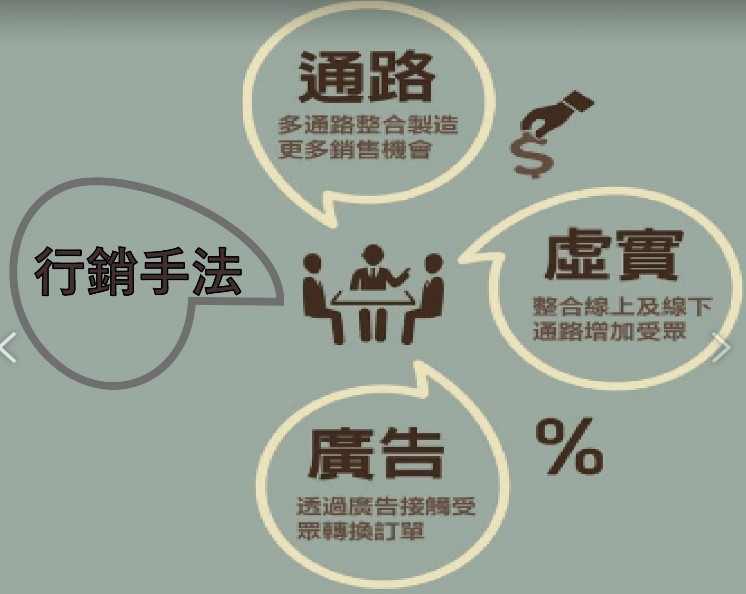 通路
多通路整合製造
更多銷售機會
$
行銷手法
虛實
整合線上及線下
通路增加受眾
廣告
透過廣告接觸受
眾轉換訂單
%